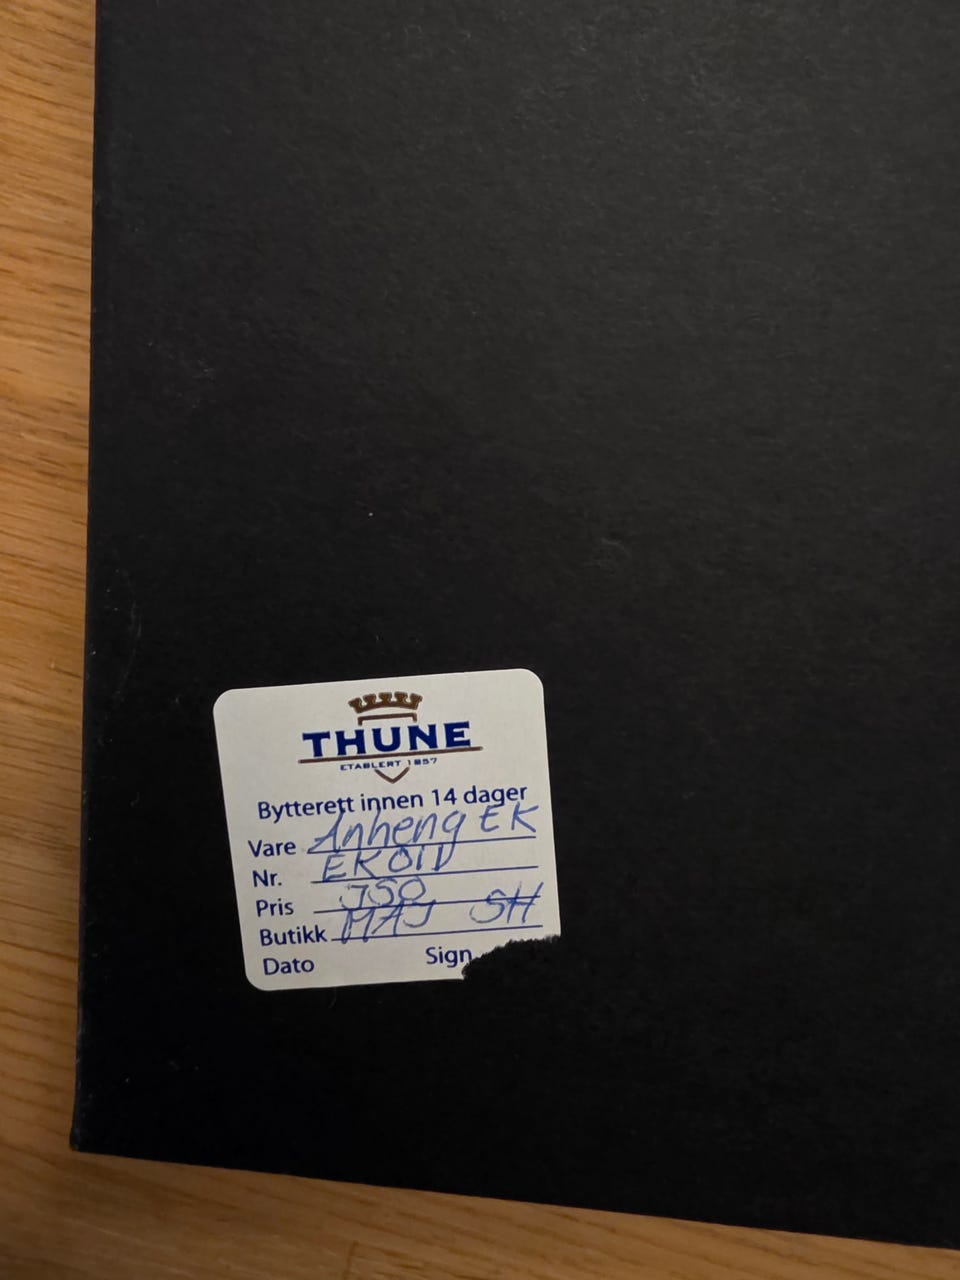 THUNE
ETABLERT 1857
Bytterett innen 14 dager
Vare Anheng EK
Nr. EK01D
Pris 750
Butikk MAJ SH
Dato Sign